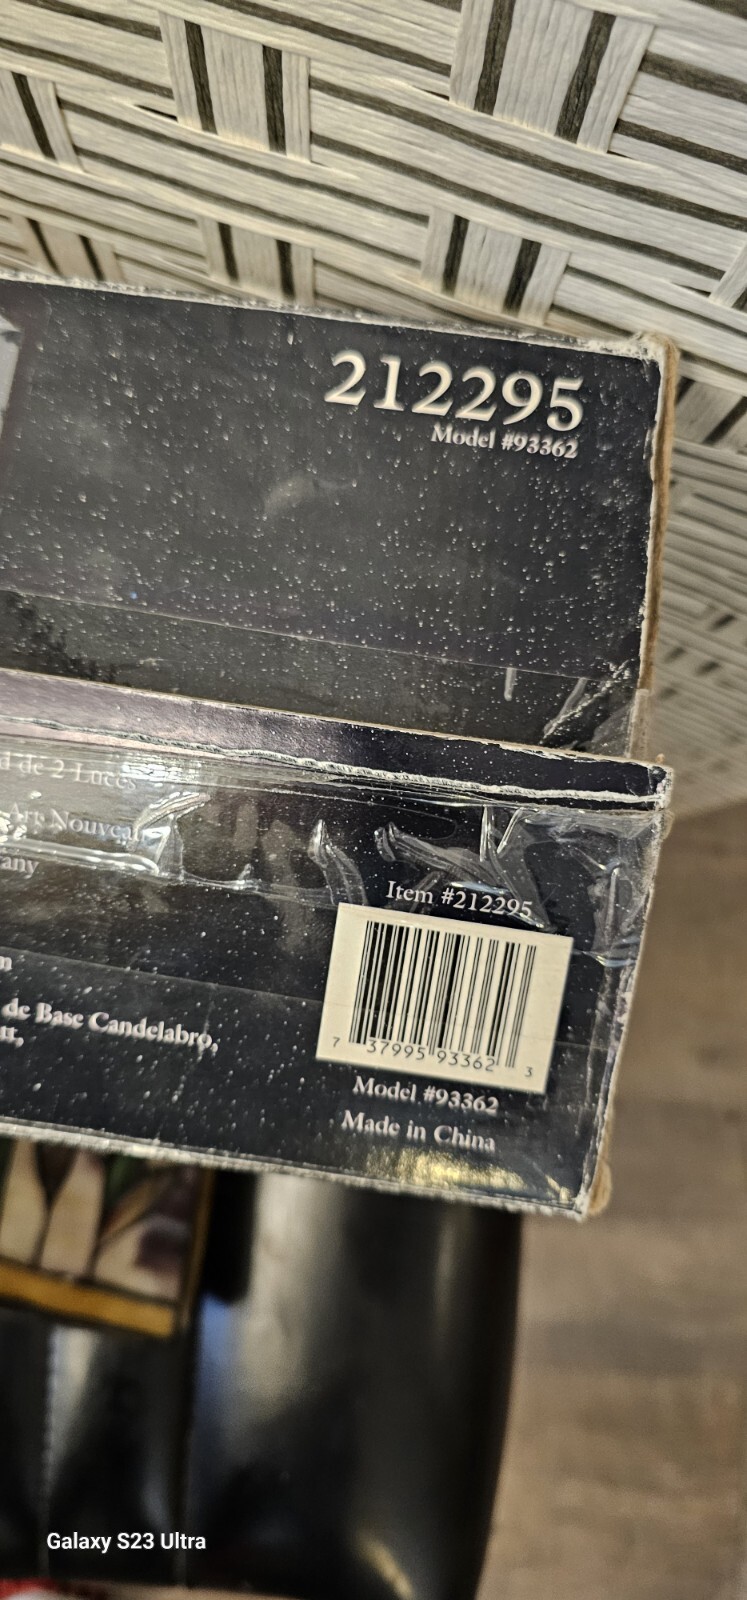 212295
Model #93362
d de 2 Luces
Art Nouveau
any
Item #212295
n
de Base Candelabro,
tt,
7 37995 93362 3
Model #93362
Made in China
Galaxy S23 Ultra